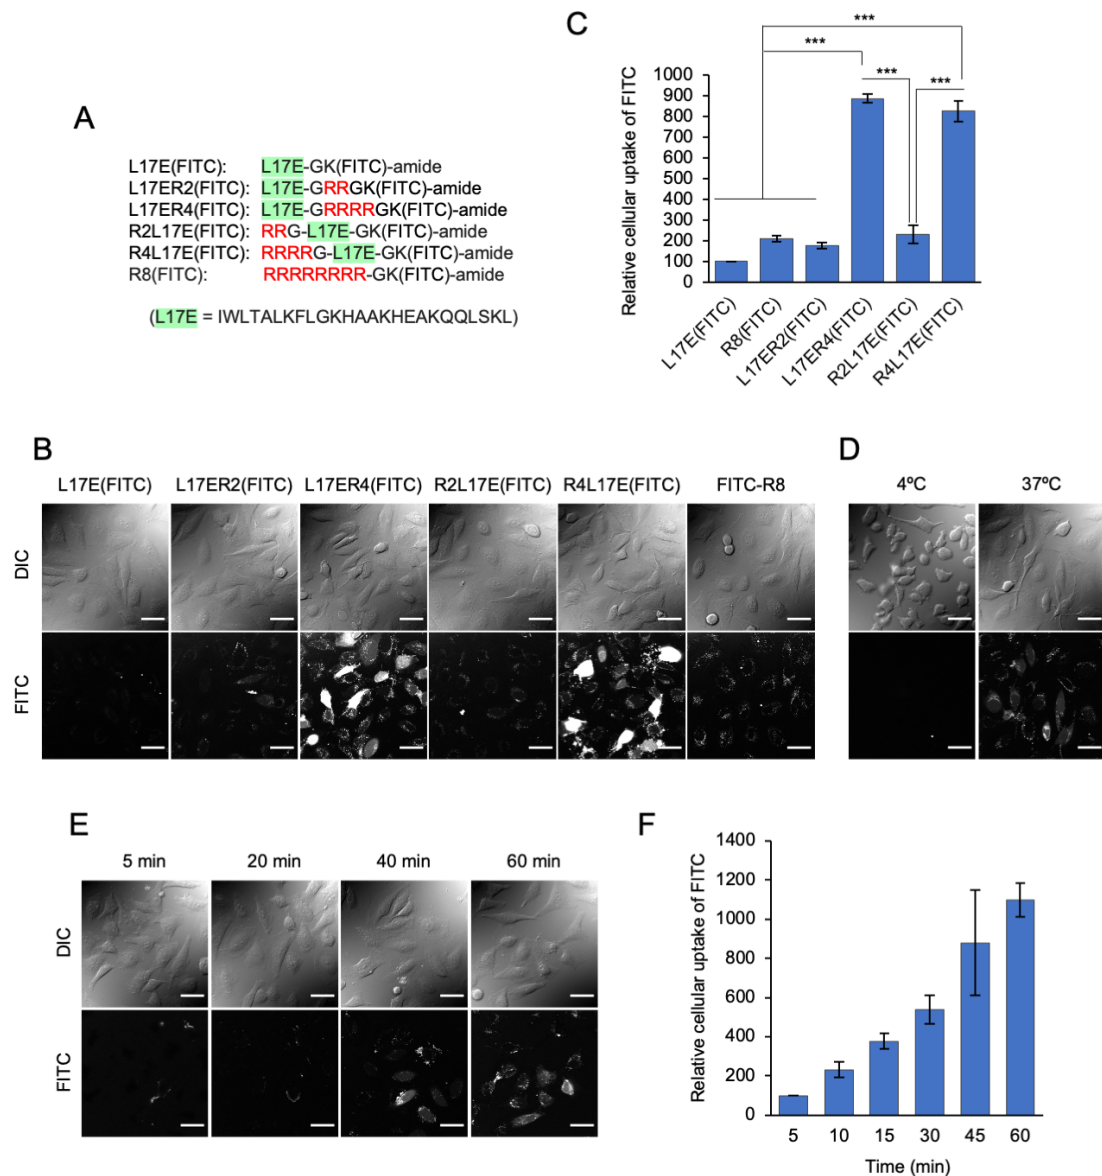 A
L17E(FITC): L17E-GK(FITC)-amide
L17ER2(FITC): L17E-GRRGK(FITC)-amide
L17ER4(FITC): L17E-GRRRRGK(FITC)-amide
R2L17E(FITC): RRG-L17E-GK(FITC)-amide
R4L17E(FITC): RRRRG-L17E-GK(FITC)-amide
R8(FITC): RRRRRRRR-GK(FITC)-amide
(L17E = IWLTALKFLGKHAAKHEAKQQLSKL)
C
***
***
*** ***
Relative cellular uptake of FITC
1000
900
800
700
600
500
400
300
200
100
0
L17E(FITC)
R8(FITC)
L17ER2(FITC)
L17ER4(FITC)
R2L17E(FITC)
R4L17E(FITC)
B
L17E(FITC) L17ER2(FITC) L17ER4(FITC) R2L17E(FITC) R4L17E(FITC) FITC-R8
DIC
FITC
D
4ºC 37ºC
E
5 min 20 min 40 min 60 min
DIC
FITC
F
Relative cellular uptake of FITC
1400
1200
1000
800
600
400
200
0
5 10 15 30 45 60
Time (min)